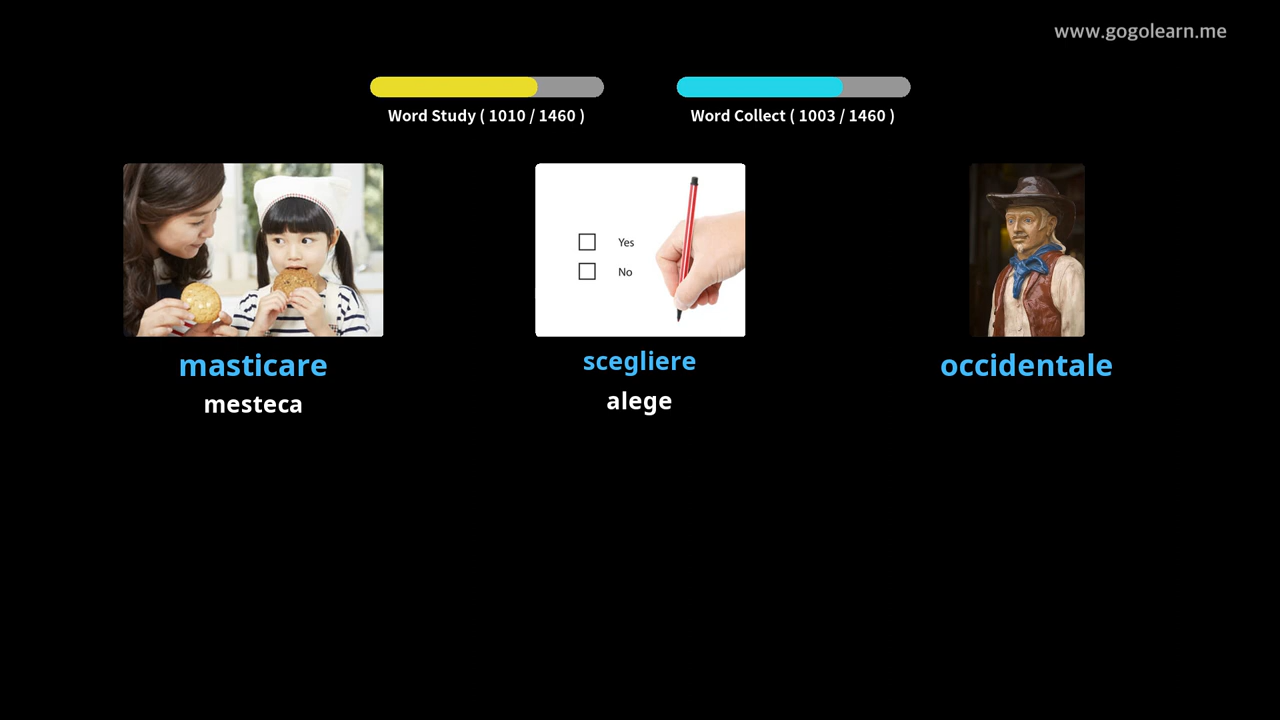 www.gogolearn.me
Word Study ( 1010 / 1460 )
Word Collect ( 1003 / 1460 )
Yes
No
masticare
scegliere
occidentale
mesteca
alege